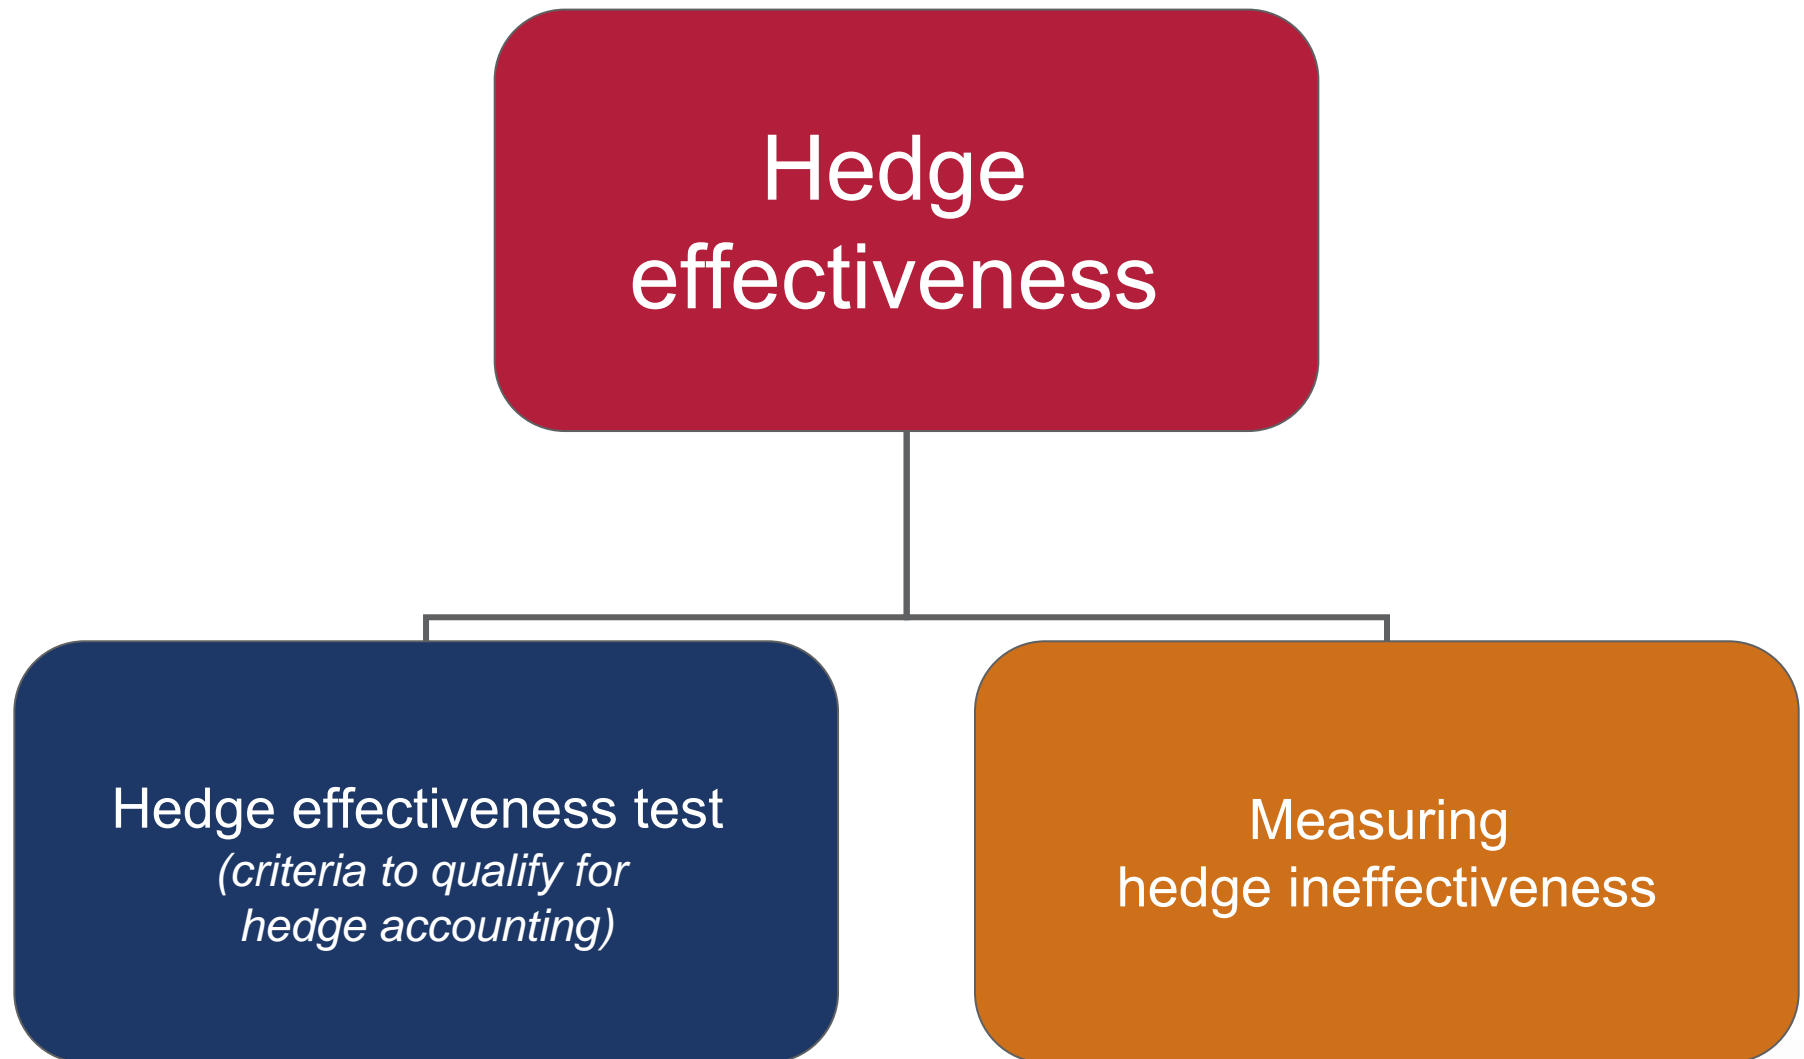 Hedge
effectiveness
Hedge effectiveness test
(criteria to qualify for
hedge accounting)
Measuring
hedge ineffectiveness